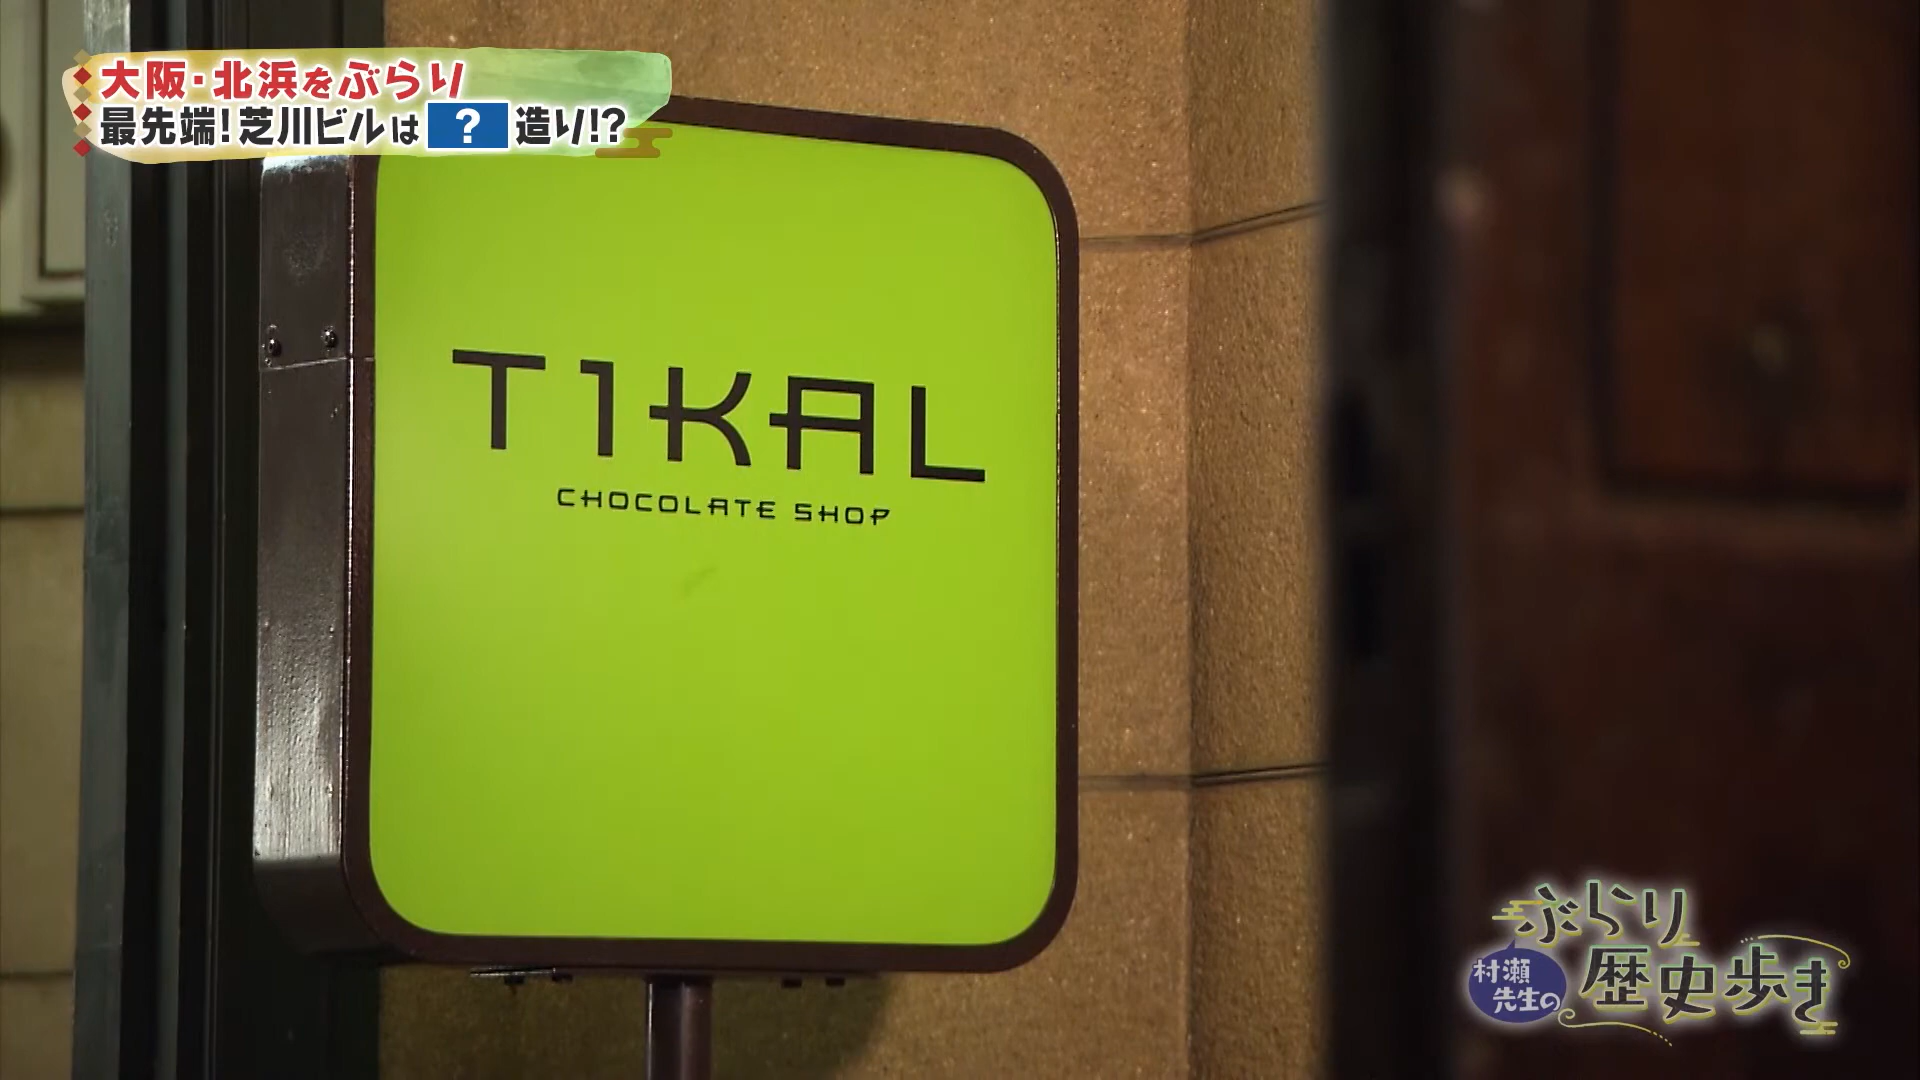 大阪・北浜をぶらり
最先端!芝川ビルは ? 造り!?
TIKAL
CHOCOLATE SHOP
ぶらり
村瀬先生の
歴史歩き